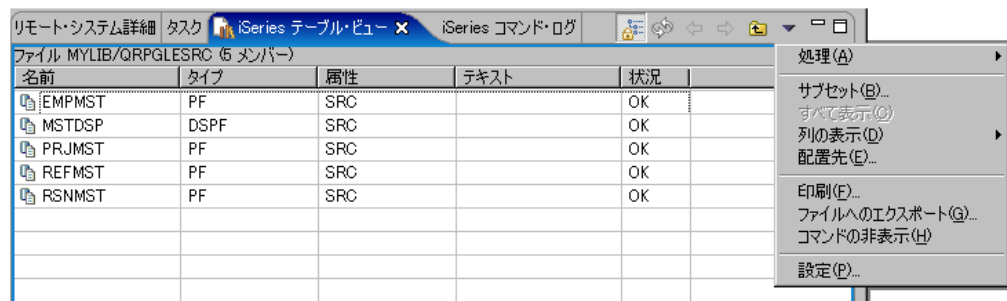 リモート・システム詳細 タスク iSeries テーブル・ビュー iSeries コマンド・ログ
ファイル MYLIB/QRPGLESRC (5 メンバー)
名前 タイプ 属性 テキスト 状況
EMPMST PF SRC OK
MSTDSP DSPF SRC OK
PRJMST PF SRC OK
REFMST PF SRC OK
RSNMST PF SRC OK
処理(A)
サブセット(B)...
すべて表示(C)
列の表示(D)
配置先(E)...
印刷(F)...
ファイルへのエクスポート(G)...
コマンドの非表示(H)
設定(P)...